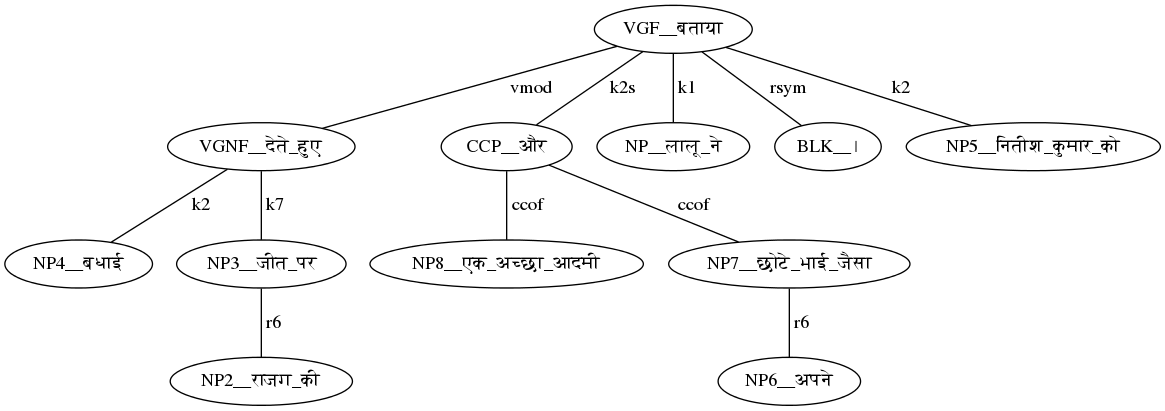 VGF__बताया
vmod k2s k1 rsym k2
VGNF__देते_हुए CCP__और NP__लालू_ने BLK__। NP5__नितीश_कुमार_को
k2 k7 ccof ccof
NP4__बधाई NP3__जीत_पर NP8__एक_अच्छा_आदमी NP7__छोटे_भाई_जैसा
r6 r6
NP2__राजग_की NP6__अपने